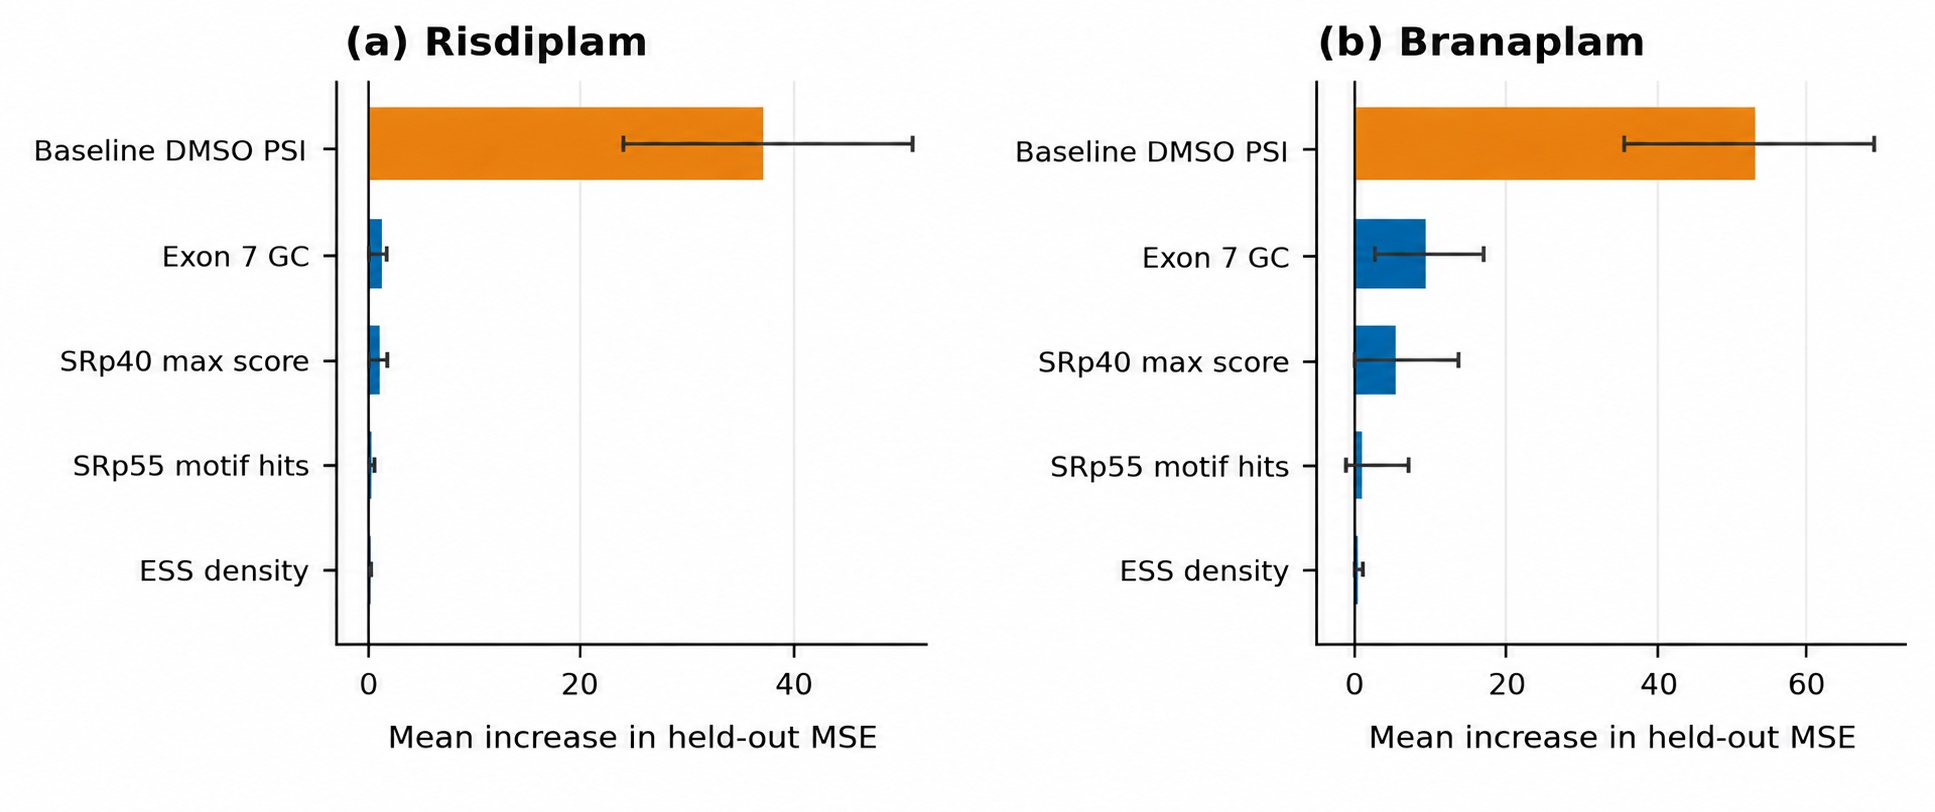 (a) Risdiplam
Baseline DMSO PSI
Exon 7 GC
SRp40 max score
SRp55 motif hits
ESS density
0 20 40
Mean increase in held-out MSE
(b) Branaplam
Baseline DMSO PSI
Exon 7 GC
SRp40 max score
SRp55 motif hits
ESS density
0 20 40 60
Mean increase in held-out MSE